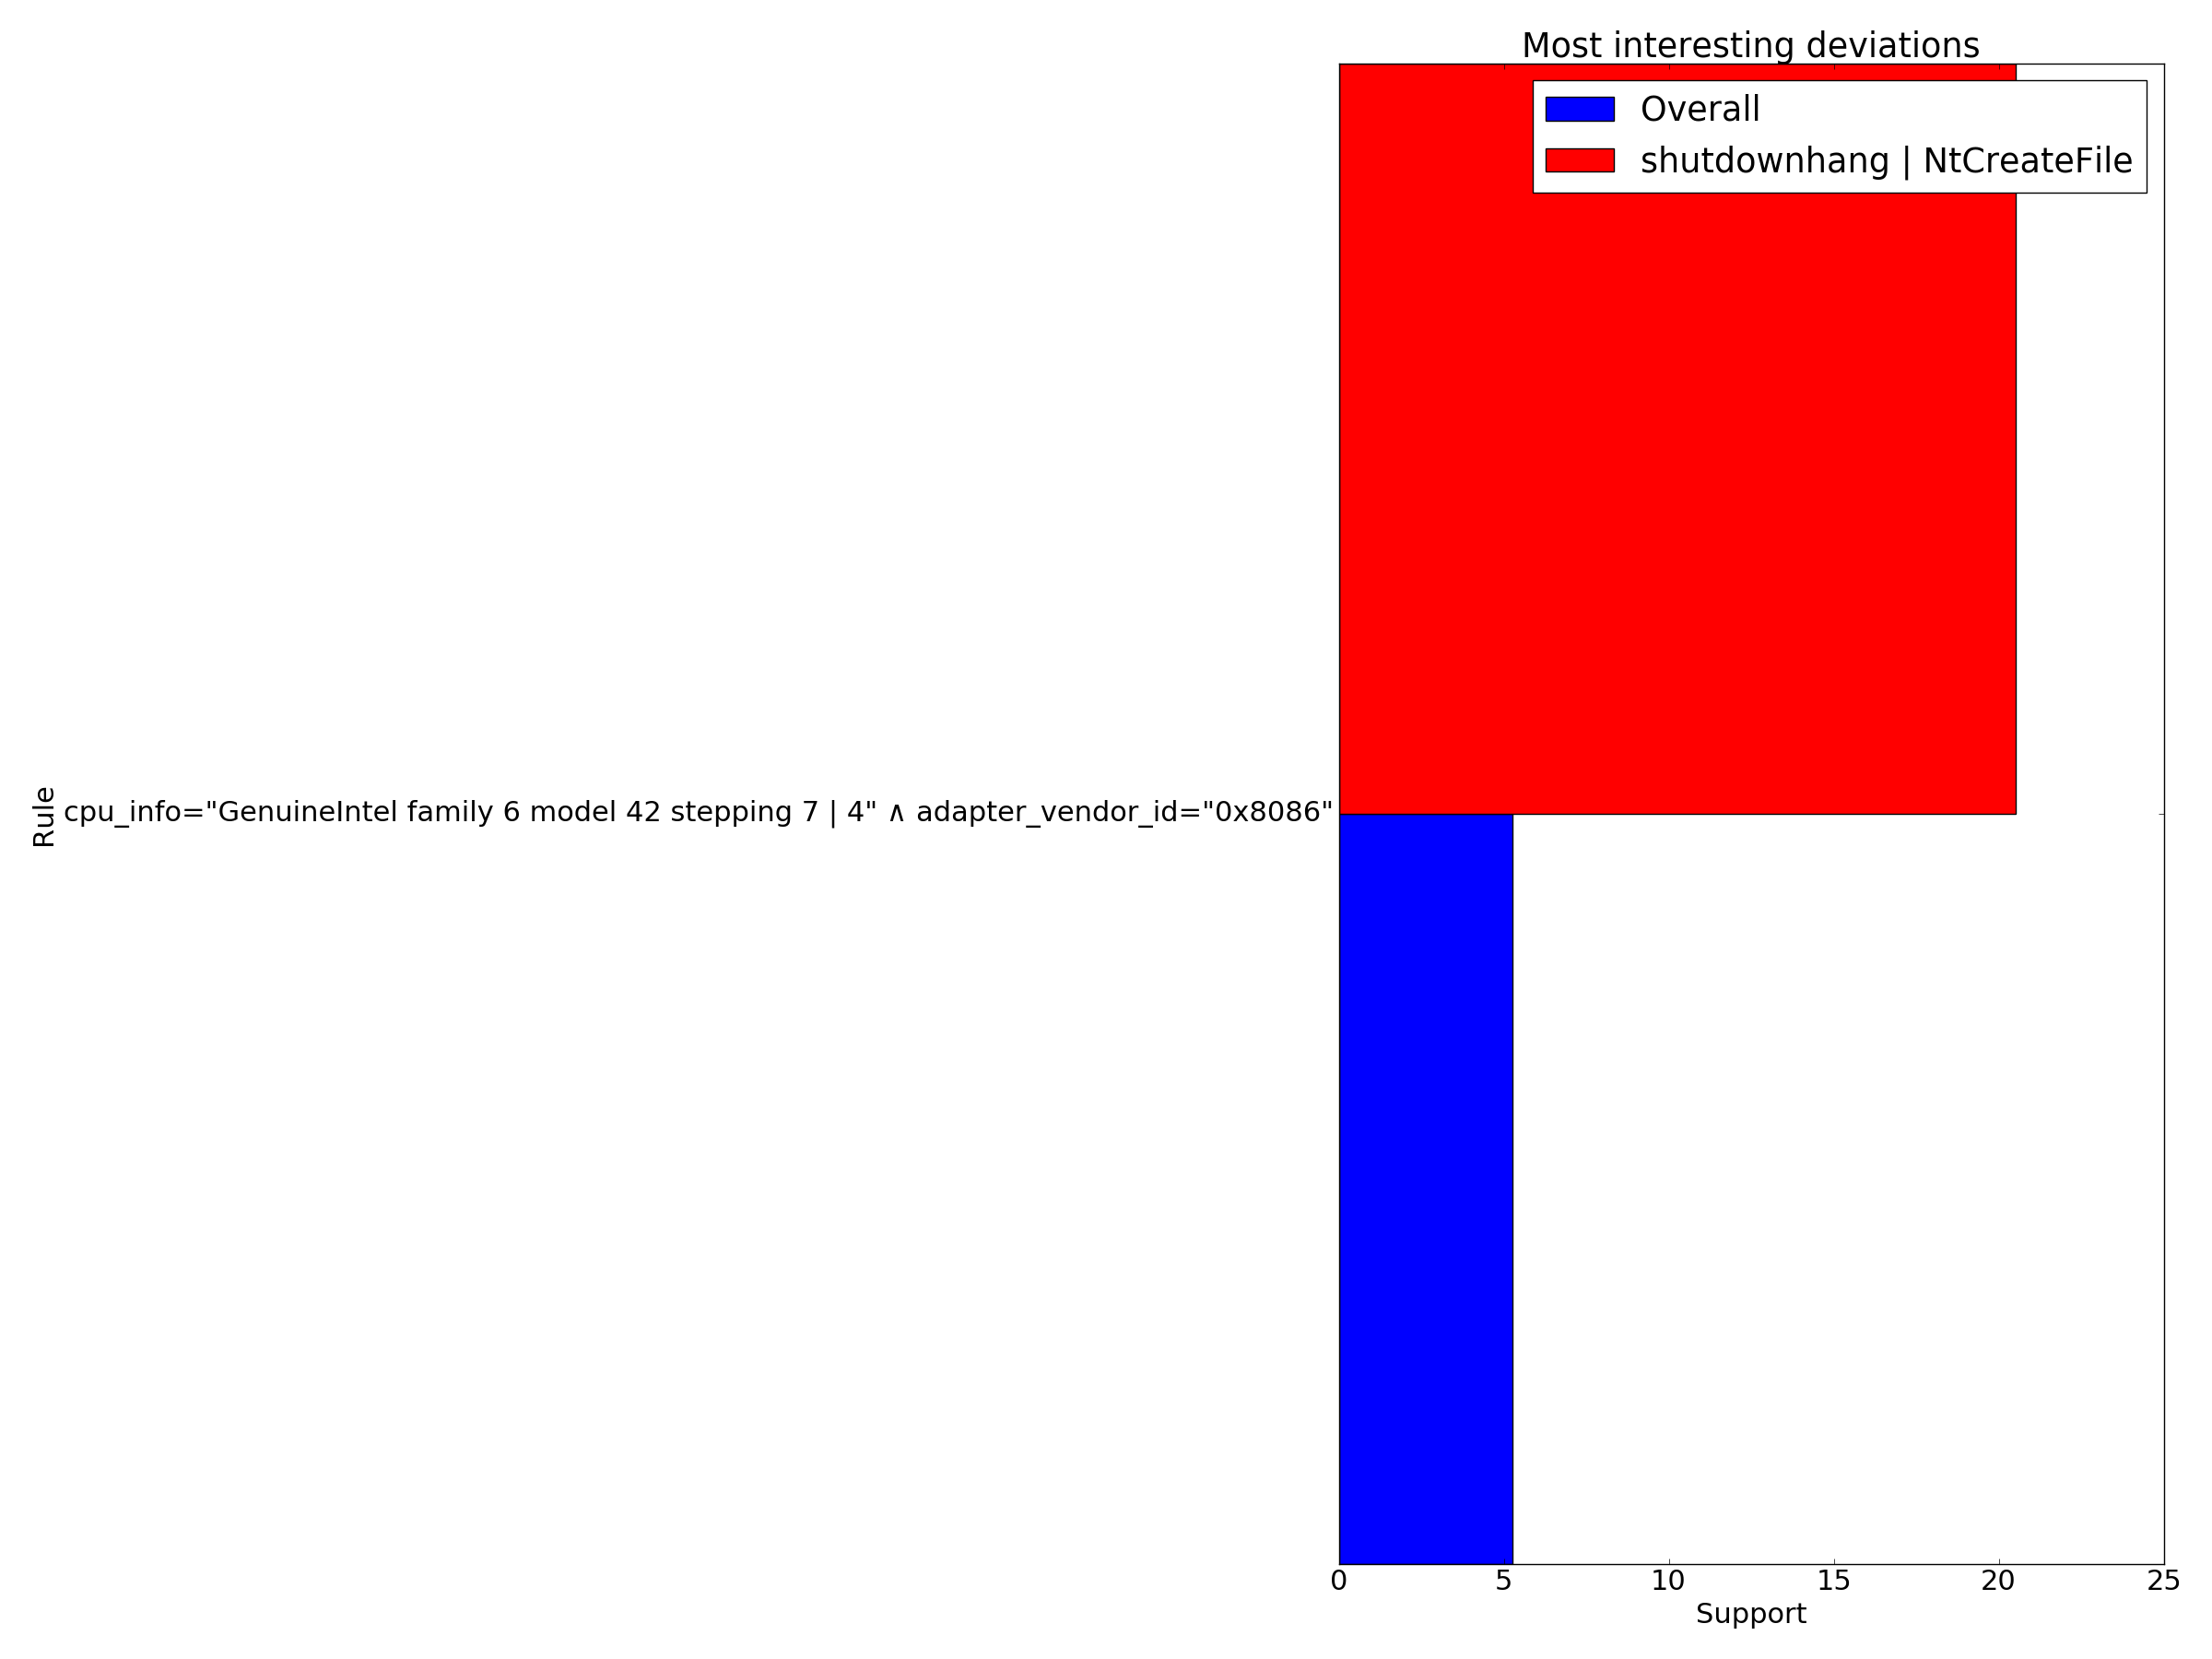 Most interesting deviations
Overall
shutdownhang | NtCreateFile
Rule
cpu_info="GenuineIntel family 6 model 42 stepping 7 | 4" ∧ adapter_vendor_id="0x8086"
0 5 10 15 20 25
Support